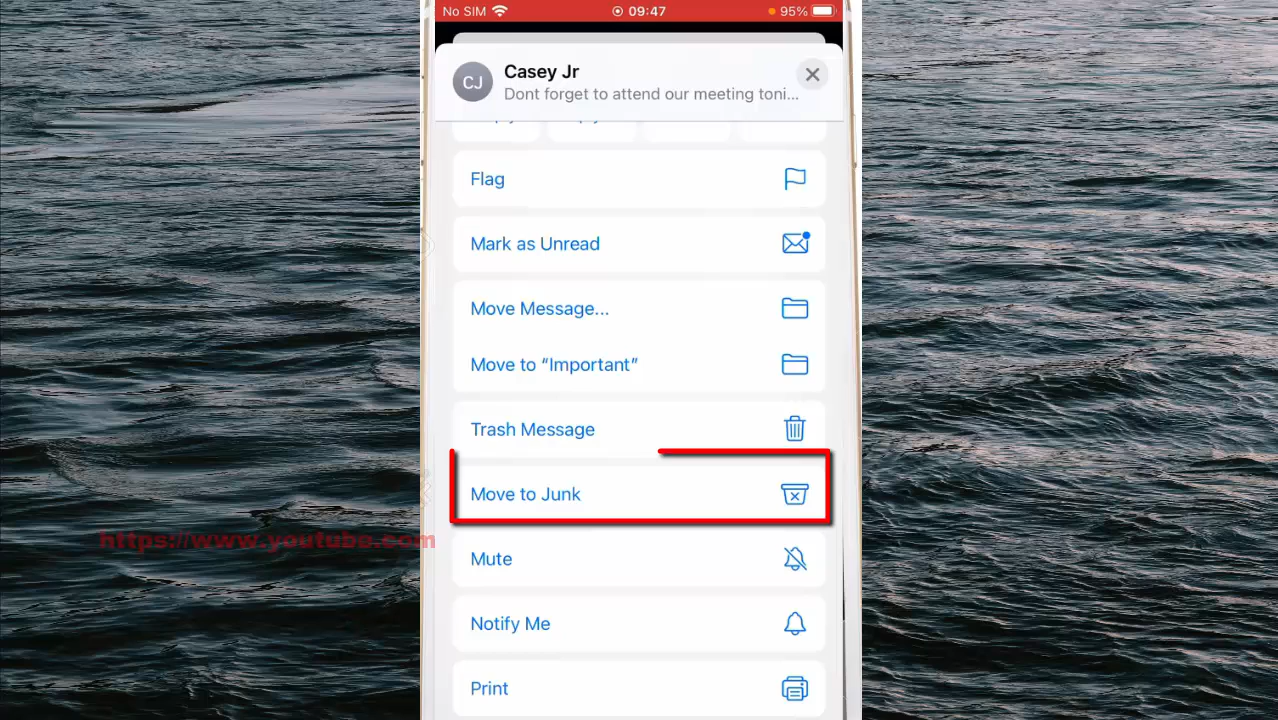 No SIM 09:47 95%
CJ
Casey Jr
Dont forget to attend our meeting toni...
Flag
Mark as Unread
Move Message...
Move to “Important”
Trash Message
Move to Junk
https://www.youtube.com
Mute
Notify Me
Print